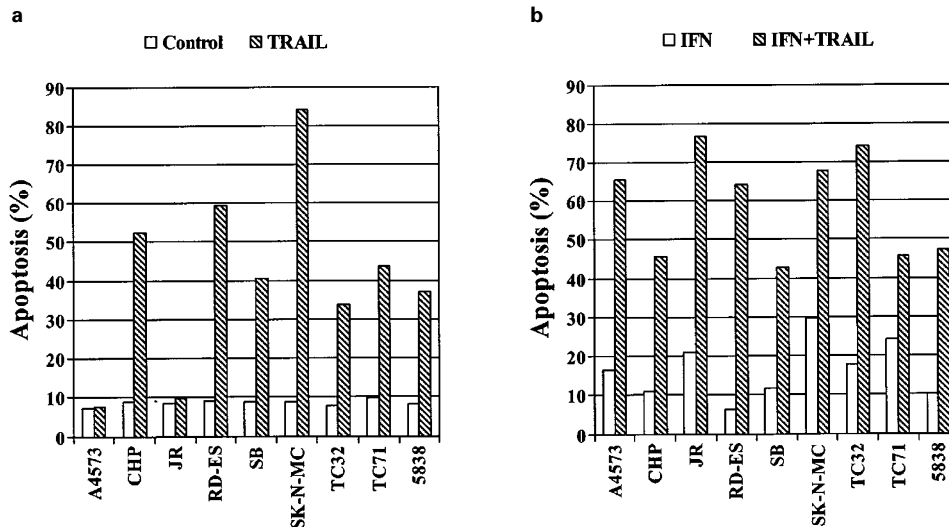 a
Control TRAIL
Apoptosis (%)
90
80
70
60
50
40
30
20
10
0
A4573
CHP
JR
RD-ES
SB
SK-N-MC
TC32
TC71
5838
b
IFN IFN+TRAIL
Apoptosis (%)
90
80
70
60
50
40
30
20
10
0
A4573
CHP
JR
RD-ES
SB
SK-N-MC
TC32
TC71
5838